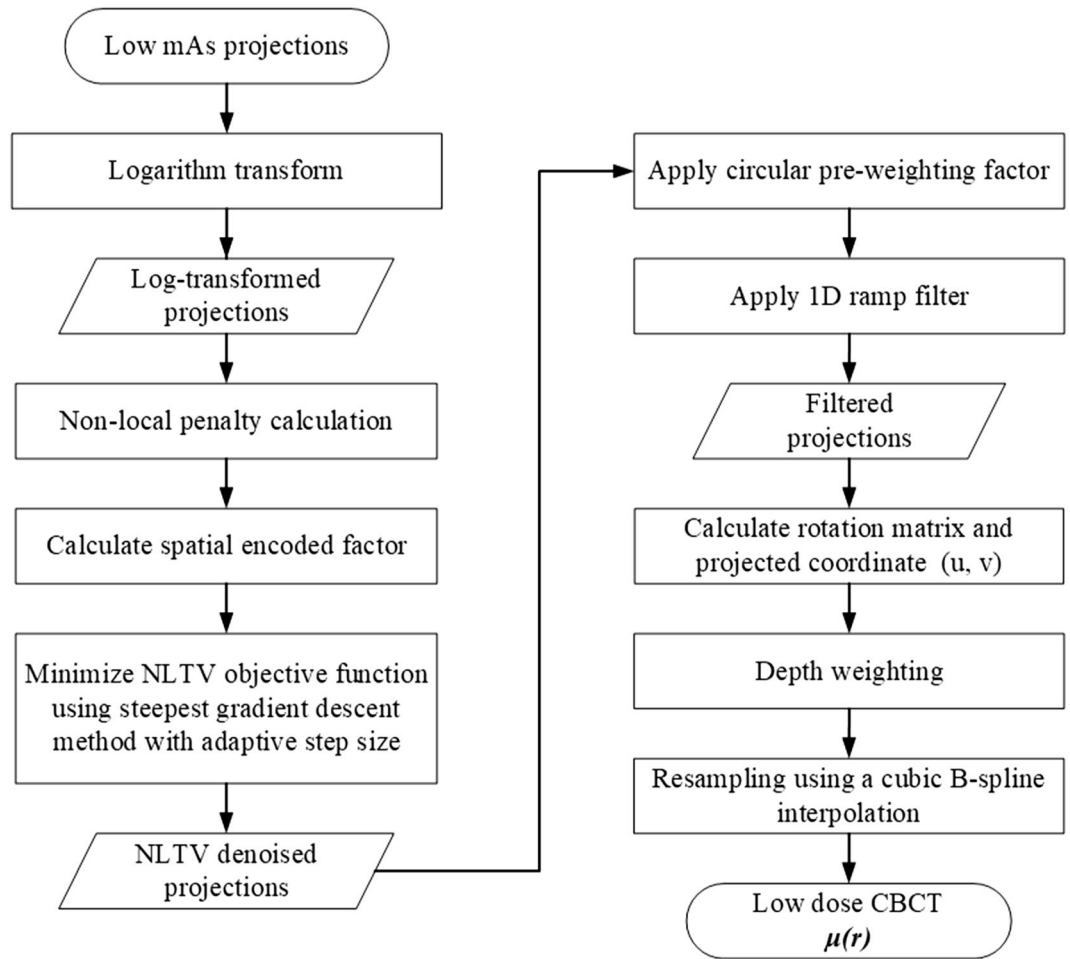 Low mAs projections
Logarithm transform
Log-transformed
projections
Non-local penalty calculation
Calculate spatial encoded factor
Minimize NLTV objective function
using steepest gradient descent
method with adaptive step size
NLTV denoised
projections
Apply circular pre-weighting factor
Apply 1D ramp filter
Filtered
projections
Calculate rotation matrix and
projected coordinate (u, v)
Depth weighting
Resampling using a cubic B-spline
interpolation
Low dose CBCT
μ(r)